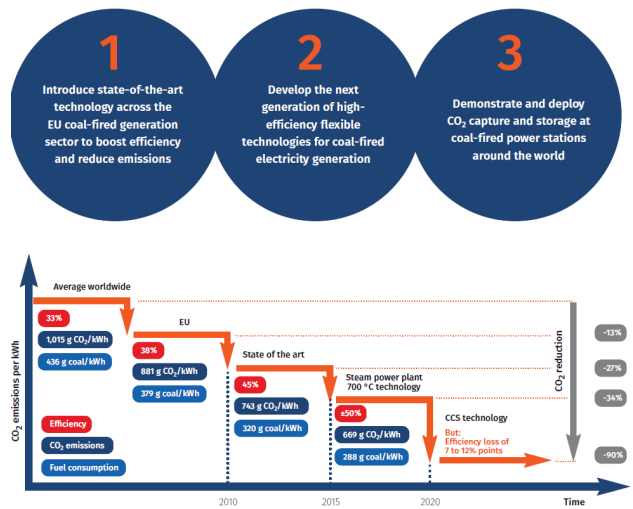 1
Introduce state-of-the-art
technology across the
EU coal-fired generation
sector to boost efficiency
and reduce emissions
2
Develop the next
generation of high-
efficiency flexible
technologies for coal-fired
electricity generation
3
Demonstrate and deploy
CO₂ capture and storage at
coal-fired power stations
around the world
CO₂ emissions per kWh
Average worldwide
33%
1,015 g CO₂/kWh
436 g coal/kWh
EU
38%
881 g CO₂/kWh
379 g coal/kWh
State of the art
45%
743 g CO₂/kWh
320 g coal/kWh
Steam power plant
700 °C technology
±50%
669 g CO₂/kWh
288 g coal/kWh
CCS technology
But:
Efficiency loss of
7 to 12% points
CO₂ reduction
-13%
-27%
-34%
-90%
Efficiency
CO₂ emissions
Fuel consumption
2010
2015
2020
Time